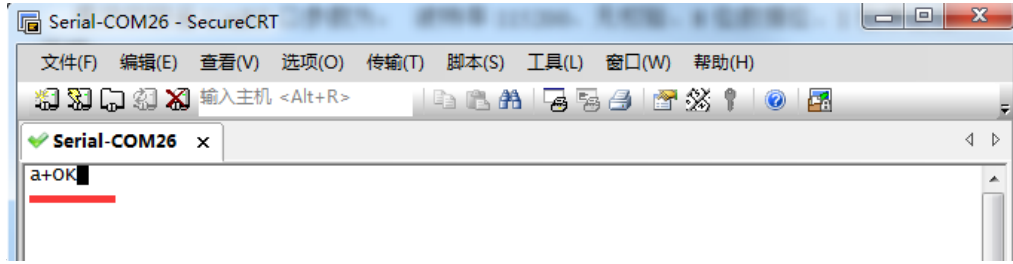 Serial-COM26 - SecureCRT
文件(F) 编辑(E) 查看(V) 选项(O) 传输(T) 脚本(S) 工具(L) 窗口(W) 帮助(H)
输入主机 <Alt+R>
Serial-COM26
a+OK